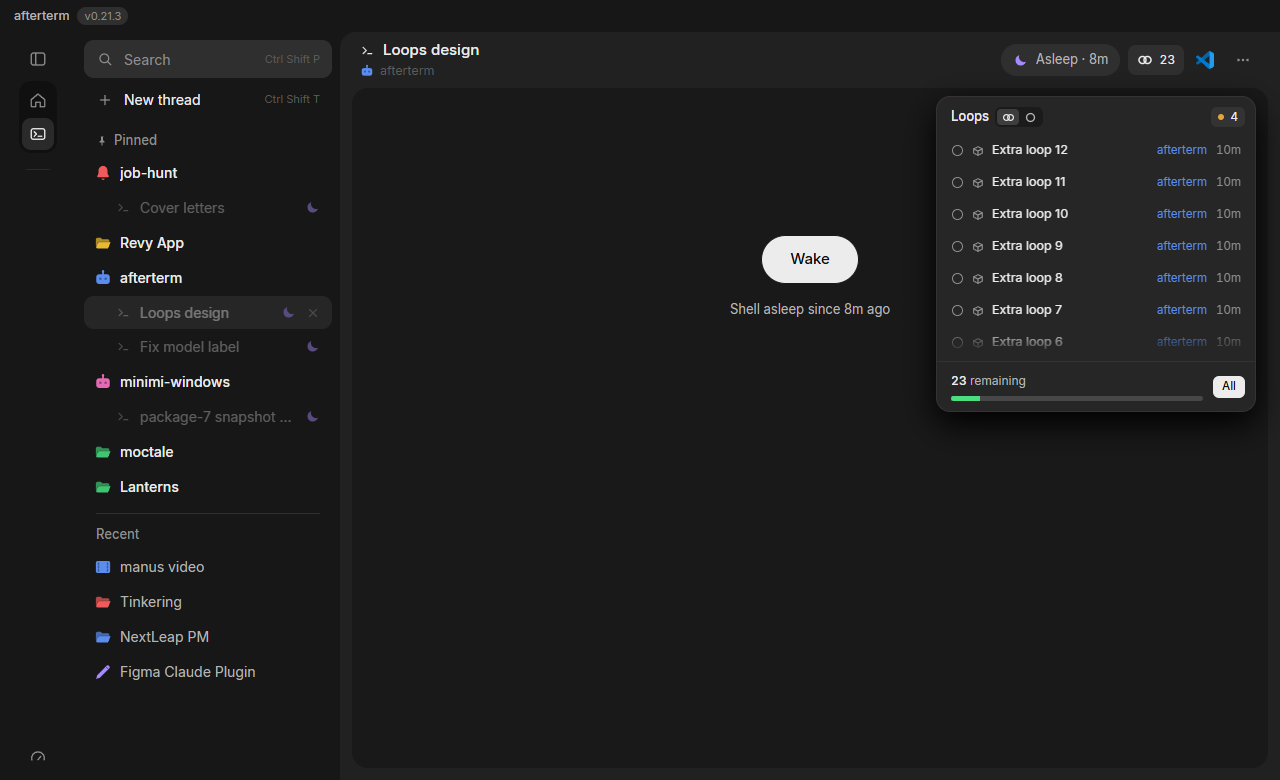 afterterm v0.21.3
Search Ctrl Shift P
New thread Ctrl Shift T
Pinned
job-hunt
Cover letters
Revy App
afterterm
Loops design
Fix model label
minimi-windows
package-7 snapshot ...
moctale
Lanterns
Recent
manus video
Tinkering
NextLeap PM
Figma Claude Plugin
Loops design
afterterm
Asleep · 8m
23
Wake
Shell asleep since 8m ago
Loops 4
Extra loop 12 afterterm 10m
Extra loop 11 afterterm 10m
Extra loop 10 afterterm 10m
Extra loop 9 afterterm 10m
Extra loop 8 afterterm 10m
Extra loop 7 afterterm 10m
Extra loop 6 afterterm 10m
23 remaining
All